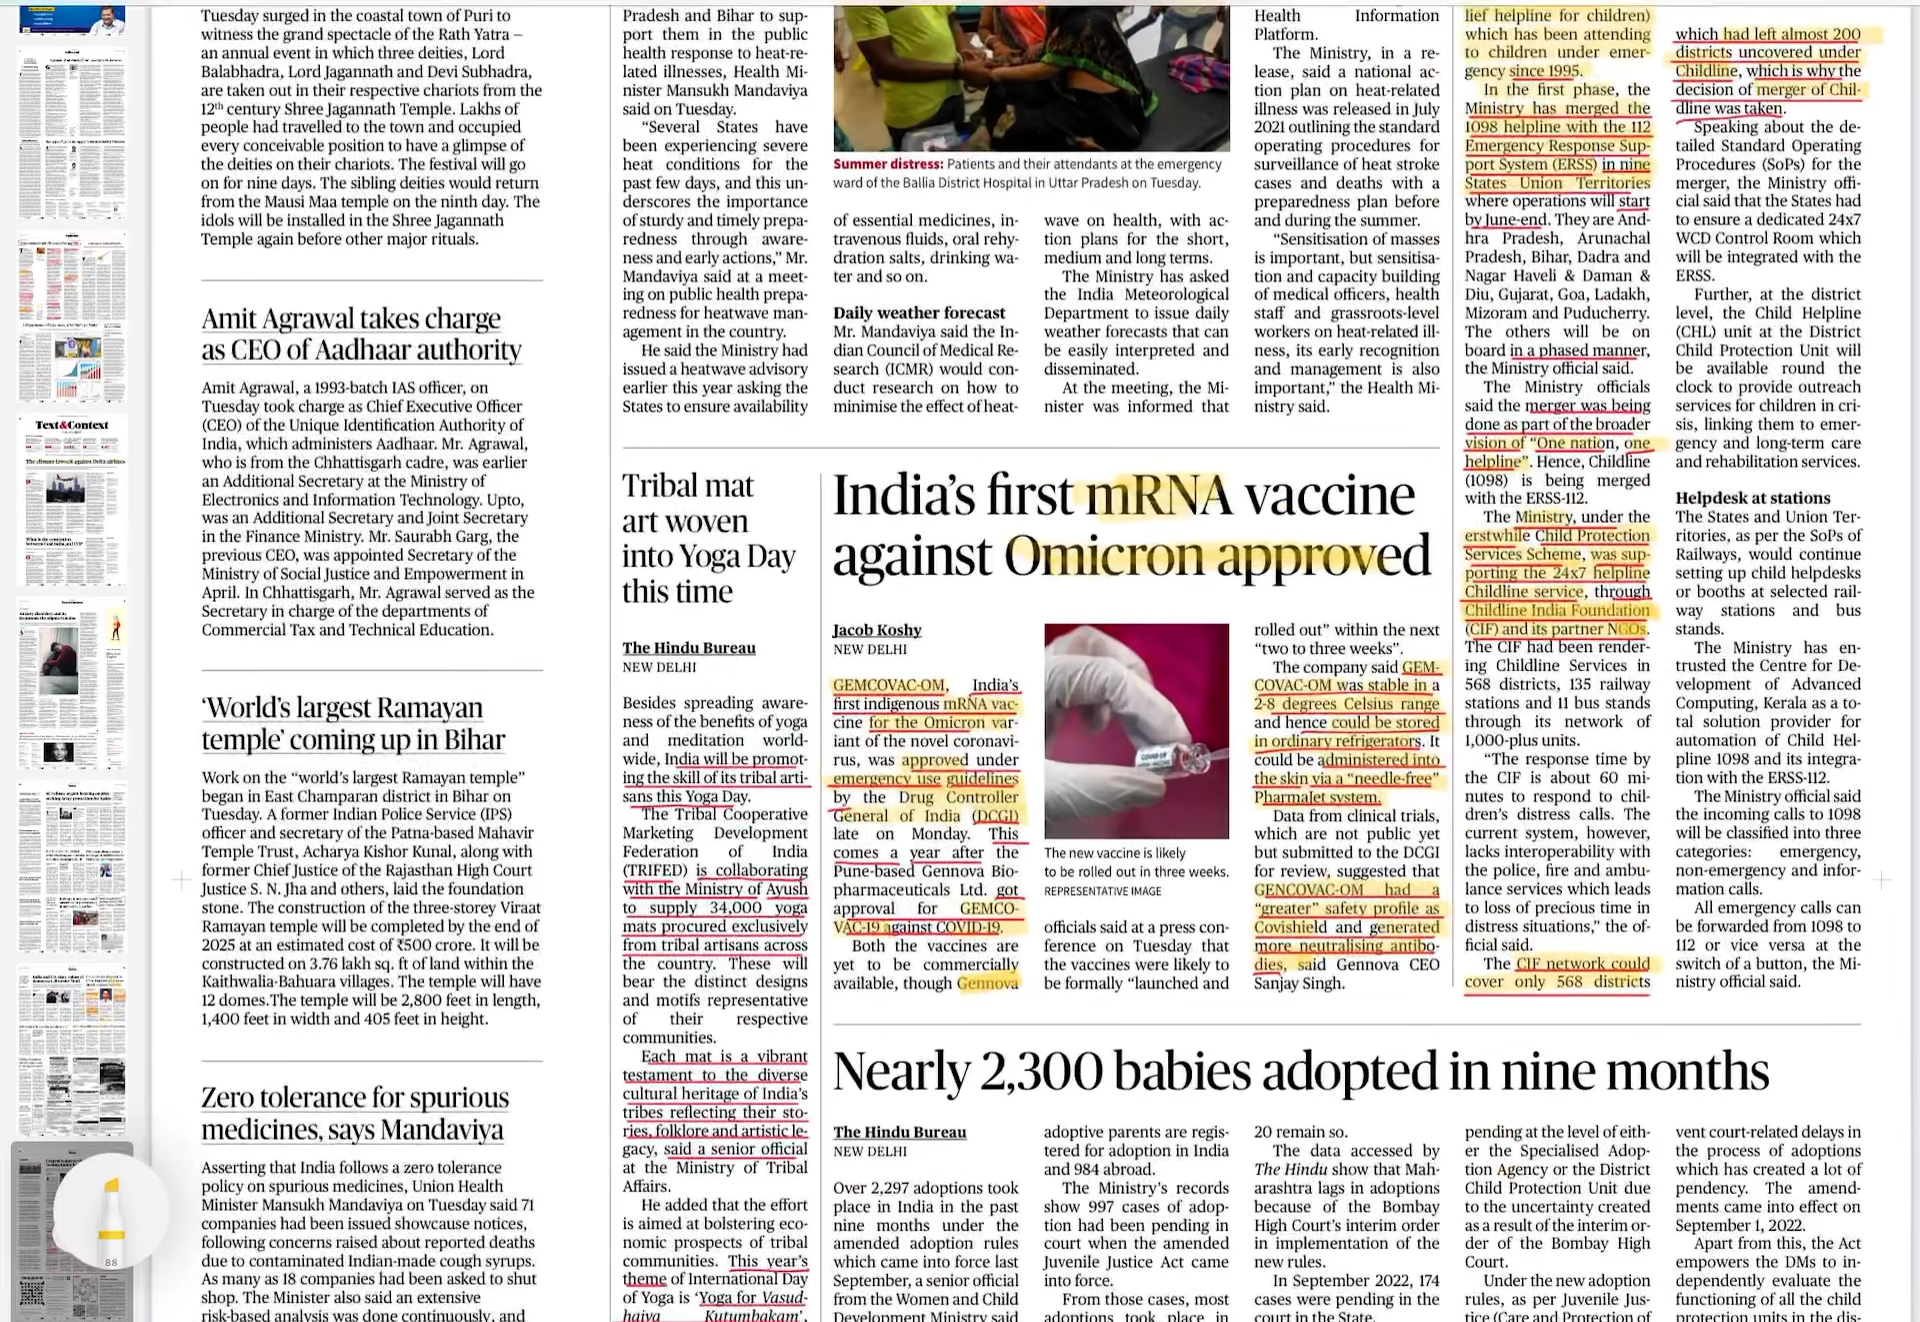 Tuesday surged in the coastal town of Puri to
witness the grand spectacle of the Rath Yatra –
an annual event in which three deities, Lord
Balabhadra, Lord Jagannath and Devi Subhadra,
are taken out in their respective chariots from the
12th century Shree Jagannath Temple. Lakhs of
people had travelled to the town and occupied
every conceivable position to have a glimpse of
the deities on their chariots. The festival will go
on for nine days. The sibling deities would return
from the Mausi Maa temple on the ninth day. The
idols will be installed in the Shree Jagannath
Temple again before other major rituals.
Amit Agrawal takes charge
as CEO of Aadhaar authority
Amit Agrawal, a 1993-batch IAS officer, on
Tuesday took charge as Chief Executive Officer
(CEO) of the Unique Identification Authority of
India, which administers Aadhaar. Mr. Agrawal,
who is from the Chhattisgarh cadre, was earlier
an Additional Secretary at the Ministry of
Electronics and Information Technology. Upto,
was an Additional Secretary and Joint Secretary
in the Finance Ministry. Mr. Saurabh Garg, the
previous CEO, was appointed Secretary of the
Ministry of Social Justice and Empowerment in
April. In Chhattisgarh, Mr. Agrawal served as the
Secretary in charge of the departments of
Commercial Tax and Technical Education.
‘World’s largest Ramayan
temple’ coming up in Bihar
Work on the “world’s largest Ramayan temple”
began in East Champaran district in Bihar on
Tuesday. A former Indian Police Service (IPS)
officer and secretary of the Patna-based Mahavir
Temple Trust, Acharya Kishor Kunal, along with
former Chief Justice of the Rajasthan High Court
Justice S. N. Jha and others, laid the foundation
stone. The construction of the three-storey Viraat
Ramayan temple will be completed by the end of
2025 at an estimated cost of ₹500 crore. It will be
constructed on 3.76 lakh sq. ft of land within the
Kaithwalia-Bahuara villages. The temple will have
12 domes.The temple will be 2,800 feet in length,
1,400 feet in width and 405 feet in height.
Zero tolerance for spurious
medicines, says Mandaviya
Asserting that India follows a zero tolerance
policy on spurious medicines, Union Health
Minister Mansukh Mandaviya on Tuesday said 71
companies had been issued showcause notices,
following concerns raised about reported deaths
due to contaminated Indian-made cough syrups.
As many as 18 companies had been asked to shut
shop. The Minister also said an extensive
risk-based analysis was done continuously, and
Pradesh and Bihar to sup-
port them in the public
health response to heat-re-
lated illnesses, Health Mi-
nister Mansukh Mandaviya
said on Tuesday.
“Several States have
been experiencing severe
heat conditions for the
past few days, and this un-
derscores the importance
of sturdy and timely prepa-
redness through aware-
ness and early actions,” Mr.
Mandaviya said at a meet-
ing on public health prepa-
redness for heatwave man-
agement in the country.
He said the Ministry had
issued a heatwave advisory
earlier this year asking the
States to ensure availability
Summer distress: Patients and their attendants at the emergency
ward of the Ballia District Hospital in Uttar Pradesh on Tuesday.
of essential medicines, in-
travenous fluids, oral rehy-
dration salts, drinking wa-
ter and so on.
Daily weather forecast
Mr. Mandaviya said the In-
dian Council of Medical Re-
search (ICMR) would con-
duct research on how to
minimise the effect of heat-
wave on health, with ac-
tion plans for the short,
medium and long terms.
The Ministry has asked
the India Meteorological
Department to issue daily
weather forecasts that can
be easily interpreted and
disseminated.
At the meeting, the Mi-
nister was informed that
Health Information
Platform.
The Ministry, in a re-
lease, said a national ac-
tion plan on heat-related
illness was released in July
2021 outlining the standard
operating procedures for
surveillance of heat stroke
cases and deaths with a
preparedness plan before
and during the summer.
“Sensitisation of masses
is important, but sensitisa-
tion and capacity building
of medical officers, health
staff and grassroots-level
workers on heat-related ill-
ness, its early recognition
and management is also
important,” the Health Mi-
nistry said.
Tribal mat
art woven
into Yoga Day
this time
The Hindu Bureau
NEW DELHI
Besides spreading aware-
ness of the benefits of yoga
and meditation world-
wide, India will be promot-
ing the skill of its tribal arti-
sans this Yoga Day.
The Tribal Cooperative
Marketing Development
Federation of India
(TRIFED) is collaborating
with the Ministry of Ayush
to supply 34,000 yoga
mats procured exclusively
from tribal artisans across
the country. These will
bear the distinct designs
and motifs representative
of their respective
communities.
Each mat is a vibrant
testament to the diverse
cultural heritage of India’s
tribes reflecting their sto-
ries, folklore and artistic le-
gacy, said a senior official
at the Ministry of Tribal
Affairs.
He added that the effort
is aimed at bolstering eco-
nomic prospects of tribal
communities. This year’s
theme of International Day
of Yoga is ‘Yoga for Vasud-
haiva Kutumbakam’,
India’s first mRNA vaccine
against Omicron approved
Jacob Koshy
NEW DELHI
GEMCOVAC-OM, India’s
first indigenous mRNA vac-
cine for the Omicron var-
iant of the novel coronavi-
rus, was approved under
emergency use guidelines
by the Drug Controller
General of India (DCGI)
late on Monday. This
comes a year after the
Pune-based Gennova Bio-
pharmaceuticals Ltd. got
approval for GEMCO-
VAC-19 against COVID-19.
Both the vaccines are
yet to be commercially
available, though Gennova
The new vaccine is likely
to be rolled out in three weeks.
REPRESENTATIVE IMAGE
officials said at a press con-
ference on Tuesday that
the vaccines were likely to
be formally “launched and
rolled out” within the next
“two to three weeks”.
The company said GEM-
COVAC-OM was stable in a
2-8 degrees Celsius range
and hence could be stored
in ordinary refrigerators. It
could be administered into
the skin via a “needle-free”
PharmaJet system.
Data from clinical trials,
which are not public yet
but submitted to the DCGI
for review, suggested that
GENCOVAC-OM had a
“greater” safety profile as
Covishield and generated
more neutralising antibo-
dies, said Gennova CEO
Sanjay Singh.
lief helpline for children)
which has been attending
to children under emer-
gency since 1995.
In the first phase, the
Ministry has merged the
1098 helpline with the 112
Emergency Response Sup-
port System (ERSS) in nine
States Union Territories
where operations will start
by June-end. They are And-
hra Pradesh, Arunachal
Pradesh, Bihar, Dadra and
Nagar Haveli & Daman &
Diu, Gujarat, Goa, Ladakh,
Mizoram and Puducherry.
The others will be on
board in a phased manner,
the Ministry official said.
The Ministry officials
said the merger was being
done as part of the broader
vision of “One nation, one
helpline”. Hence, Childline
(1098) is being merged
with the ERSS-112.
The Ministry, under the
erstwhile Child Protection
Services Scheme, was sup-
porting the 24x7 helpline
Childline service, through
Childline India Foundation
(CIF) and its partner NGOs.
The CIF had been render-
ing Childline Services in
568 districts, 135 railway
stations and 11 bus stands
through its network of
1,000-plus units.
“The response time by
the CIF is about 60 mi-
nutes to respond to chil-
dren’s distress calls. The
current system, however,
lacks interoperability with
the police, fire and ambu-
lance services which leads
to loss of precious time in
distress situations,” the of-
ficial said.
The CIF network could
cover only 568 districts
which had left almost 200
districts uncovered under
Childline, which is why the
decision of merger of Chil-
dline was taken.
Speaking about the de-
tailed Standard Operating
Procedures (SoPs) for the
merger, the Ministry offi-
cial said that the States had
to ensure a dedicated 24x7
WCD Control Room which
will be integrated with the
ERSS.
Further, at the district
level, the Child Helpline
(CHL) unit at the District
Child Protection Unit will
be available round the
clock to provide outreach
services for children in cri-
sis, linking them to emer-
gency and long-term care
and rehabilitation services.
Helpdesk at stations
The States and Union Ter-
ritories, as per the SoPs of
Railways, would continue
setting up child helpdesks
or booths at selected rail-
way stations and bus
stands.
The Ministry has en-
trusted the Centre for De-
velopment of Advanced
Computing, Kerala as a to-
tal solution provider for
automation of Child Hel-
pline 1098 and its integra-
tion with the ERSS-112.
The Ministry official said
the incoming calls to 1098
will be classified into three
categories: emergency,
non-emergency and infor-
mation calls.
All emergency calls can
be forwarded from 1098 to
112 or vice versa at the
switch of a button, the Mi-
nistry official said.
Nearly 2,300 babies adopted in nine months
The Hindu Bureau
NEW DELHI
Over 2,297 adoptions took
place in India in the past
nine months under the
amended adoption rules
which came into force last
September, a senior official
from the Women and Child
Development Ministry said
adoptive parents are regis-
tered for adoption in India
and 984 abroad.
The Ministry’s records
show 997 cases of adop-
tion had been pending in
court when the amended
Juvenile Justice Act came
into force.
From those cases, most
adoptions took place in
20 remain so.
The data accessed by
The Hindu show that Mah-
arashtra lags in adoptions
because of the Bombay
High Court’s interim order
in implementation of the
new rules.
In September 2022, 174
cases were pending in the
court in the State.
pending at the level of eith-
er the Specialised Adop-
tion Agency or the District
Child Protection Unit due
to the uncertainty created
as a result of the interim or-
der of the Bombay High
Court.
Under the new adoption
rules, as per Juvenile Jus-
tice (Care and Protection of
vent court-related delays in
the process of adoptions
which has created a lot of
pendency. The amend-
ments came into effect on
September 1, 2022.
Apart from this, the Act
empowers the DMs to in-
dependently evaluate the
functioning of all the child
protection units in the dis-
Text&Context
88